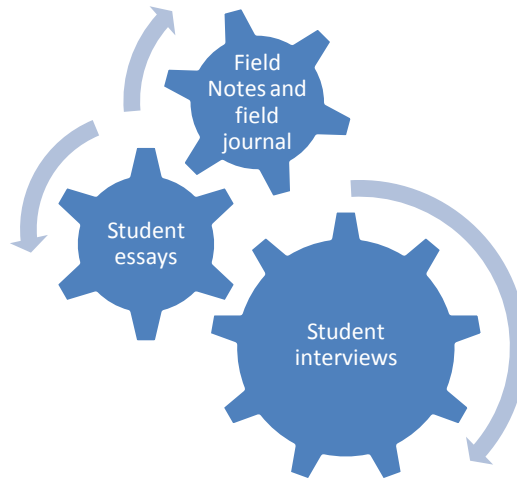 Field
Notes and
field
journal
Student
essays
Student
interviews